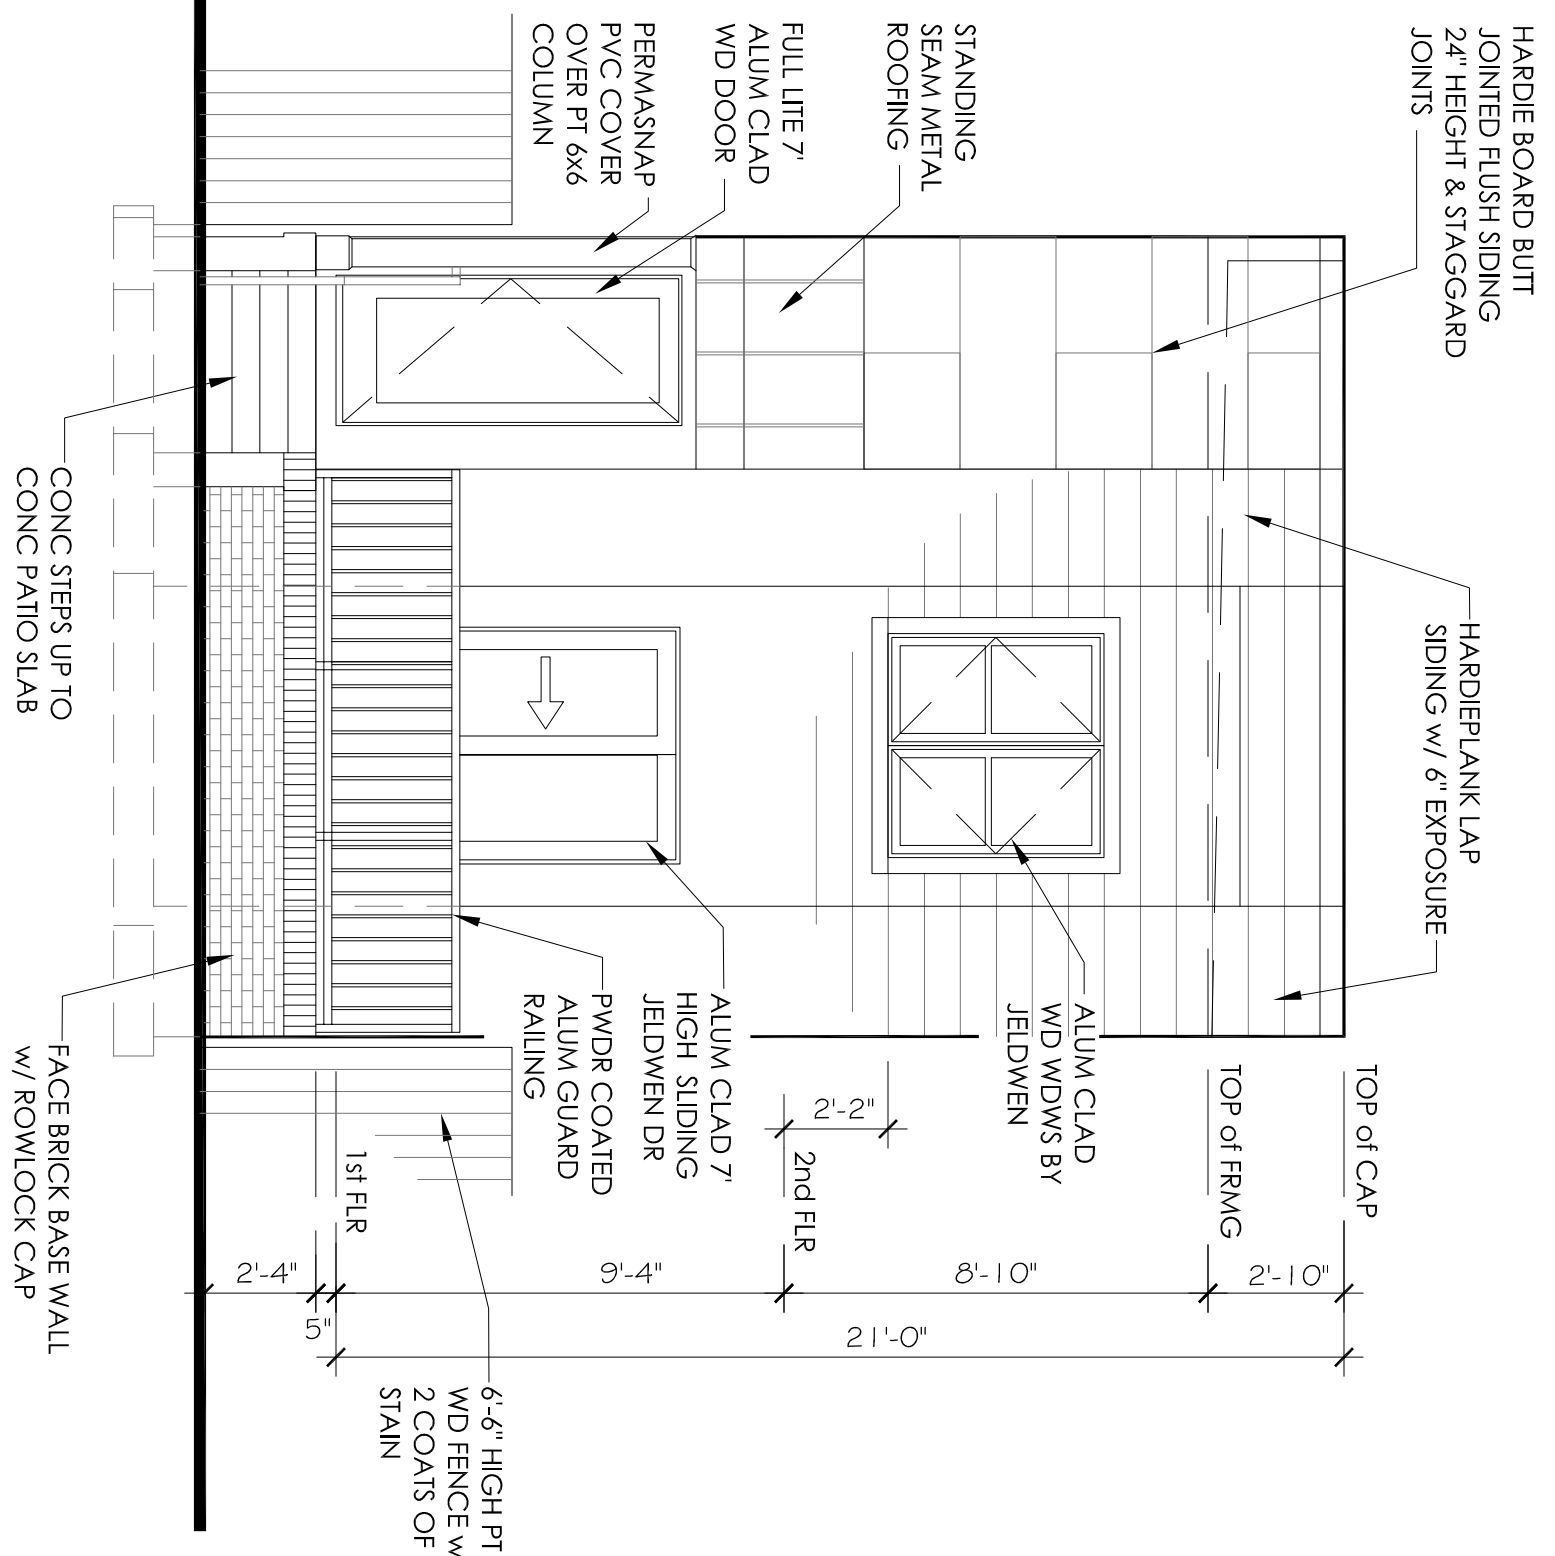 HARDIE BOARD BUTT
JOINTED FLUSH SIDING
24" HEIGHT & STAGGARD
JOINTS
STANDING
SEAM METAL
ROOFING
FULL LITE 7'
ALUM CLAD
WD DOOR
PERMASNAP
PVC COVER
OVER PT 6x6
COLUMN
CONC STEPS UP TO
CONC PATIO SLAB
HARDIEPLANK LAP
SIDING w/ 6" EXPOSURE
ALUM CLAD
WD WDWS BY
JELDWEN
ALUM CLAD 7'
HIGH SLIDING
JELDWEN DR
PWDR COATED
ALUM GUARD
RAILING
FACE BRICK BASE WALL
w/ ROWLOCK CAP
TOP of CAP
TOP of FRMG
2nd FLR
1st FLR
2'-2"
2'-10"
8'-10"
9'-4"
2'-4"
5"
21'-0"
6'-6" HIGH PT
WD FENCE w
2 COATS OF
STAIN